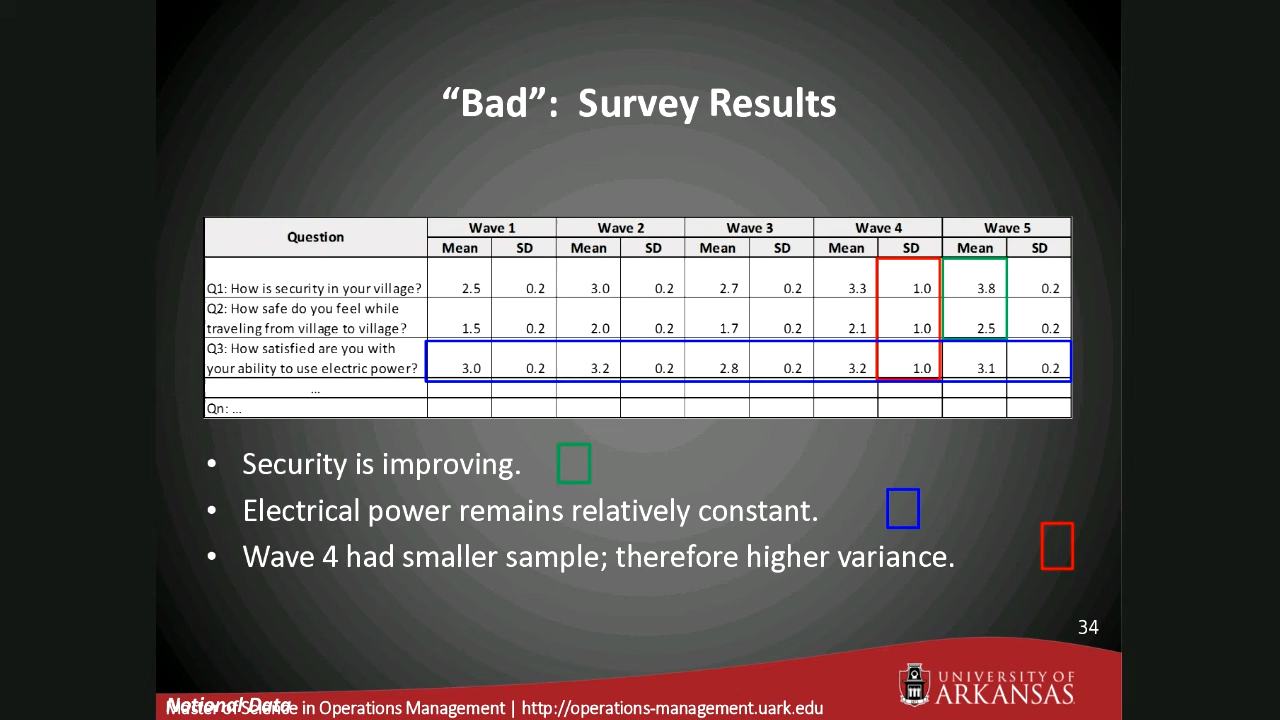 “Bad”: Survey Results
Question Wave 1 Wave 2 Wave 3 Wave 4 Wave 5
Mean SD Mean SD Mean SD Mean SD Mean SD
Q1: How is security in your village? 2.5 0.2 3.0 0.2 2.7 0.2 3.3 1.0 3.8 0.2
Q2: How safe do you feel while
traveling from village to village? 1.5 0.2 2.0 0.2 1.7 0.2 2.1 1.0 2.5 0.2
Q3: How satisfied are you with
your ability to use electric power? 3.0 0.2 3.2 0.2 2.8 0.2 3.2 1.0 3.1 0.2
...
Qn: ...
• Security is improving.
• Electrical power remains relatively constant.
• Wave 4 had smaller sample; therefore higher variance.
34
Notional Data
Master of Science in Operations Management | http://operations-management.uark.edu
UNIVERSITY OF
ARKANSAS